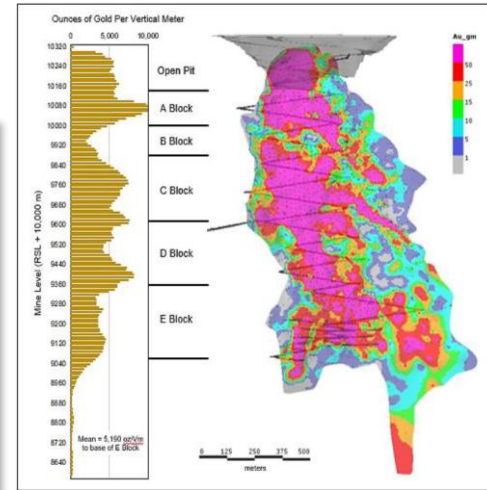 Ounces of Gold Per Vertical Meter
0 5,000 10,000
Mine Level (RSL + 10,000 m)
10320
10240
10160
10080
10000
9920
9840
9760
9680
9600
9520
9440
9360
9280
9200
9120
9040
8960
8880
8800
8720
8640
Open Pit
A Block
B Block
C Block
D Block
E Block
Mean = 5,190 oz/Vm
to base of E Block
Au_gm
50
25
15
10
5
1
0 125 250 375 500
meters